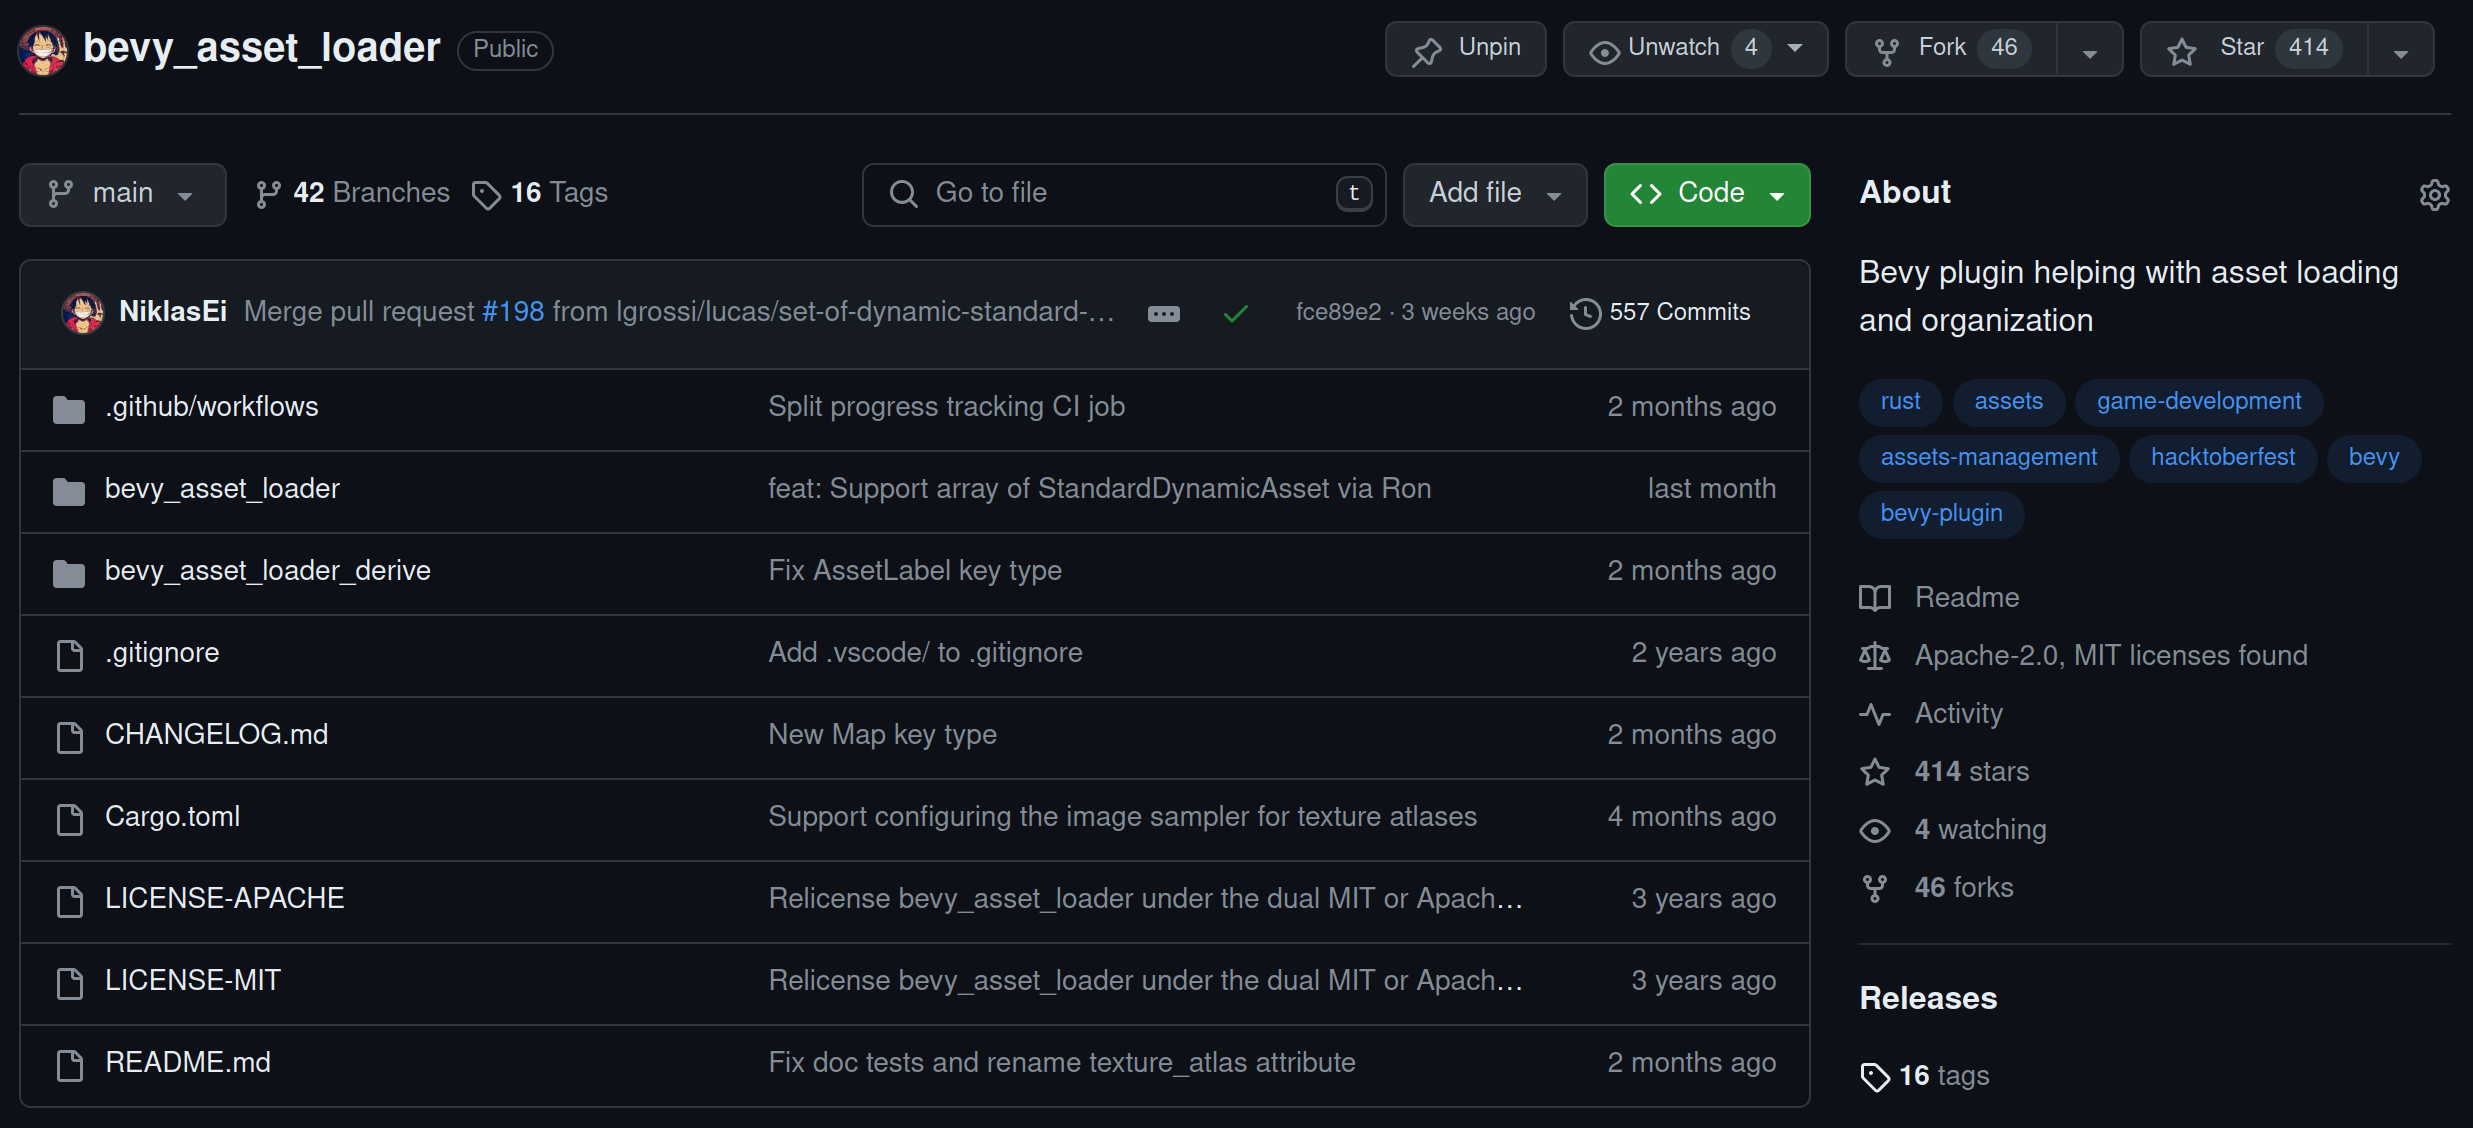 bevy_asset_loader Public Unpin Unwatch 4 Fork 46 Star 414
main 42 Branches 16 Tags Go to file t Add file Code
NiklasEi Merge pull request #198 from lgrossi/lucas/set-of-dynamic-standard-… fce89e2 · 3 weeks ago 557 Commits
.github/workflows Split progress tracking CI job 2 months ago
bevy_asset_loader feat: Support array of StandardDynamicAsset via Ron last month
bevy_asset_loader_derive Fix AssetLabel key type 2 months ago
.gitignore Add .vscode/ to .gitignore 2 years ago
CHANGELOG.md New Map key type 2 months ago
Cargo.toml Support configuring the image sampler for texture atlases 4 months ago
LICENSE-APACHE Relicense bevy_asset_loader under the dual MIT or Apach… 3 years ago
LICENSE-MIT Relicense bevy_asset_loader under the dual MIT or Apach… 3 years ago
README.md Fix doc tests and rename texture_atlas attribute 2 months ago
About
Bevy plugin helping with asset loading
and organization
rust assets game-development
assets-management hacktoberfest bevy
bevy-plugin
Readme
Apache-2.0, MIT licenses found
Activity
414 stars
4 watching
46 forks
Releases
16 tags